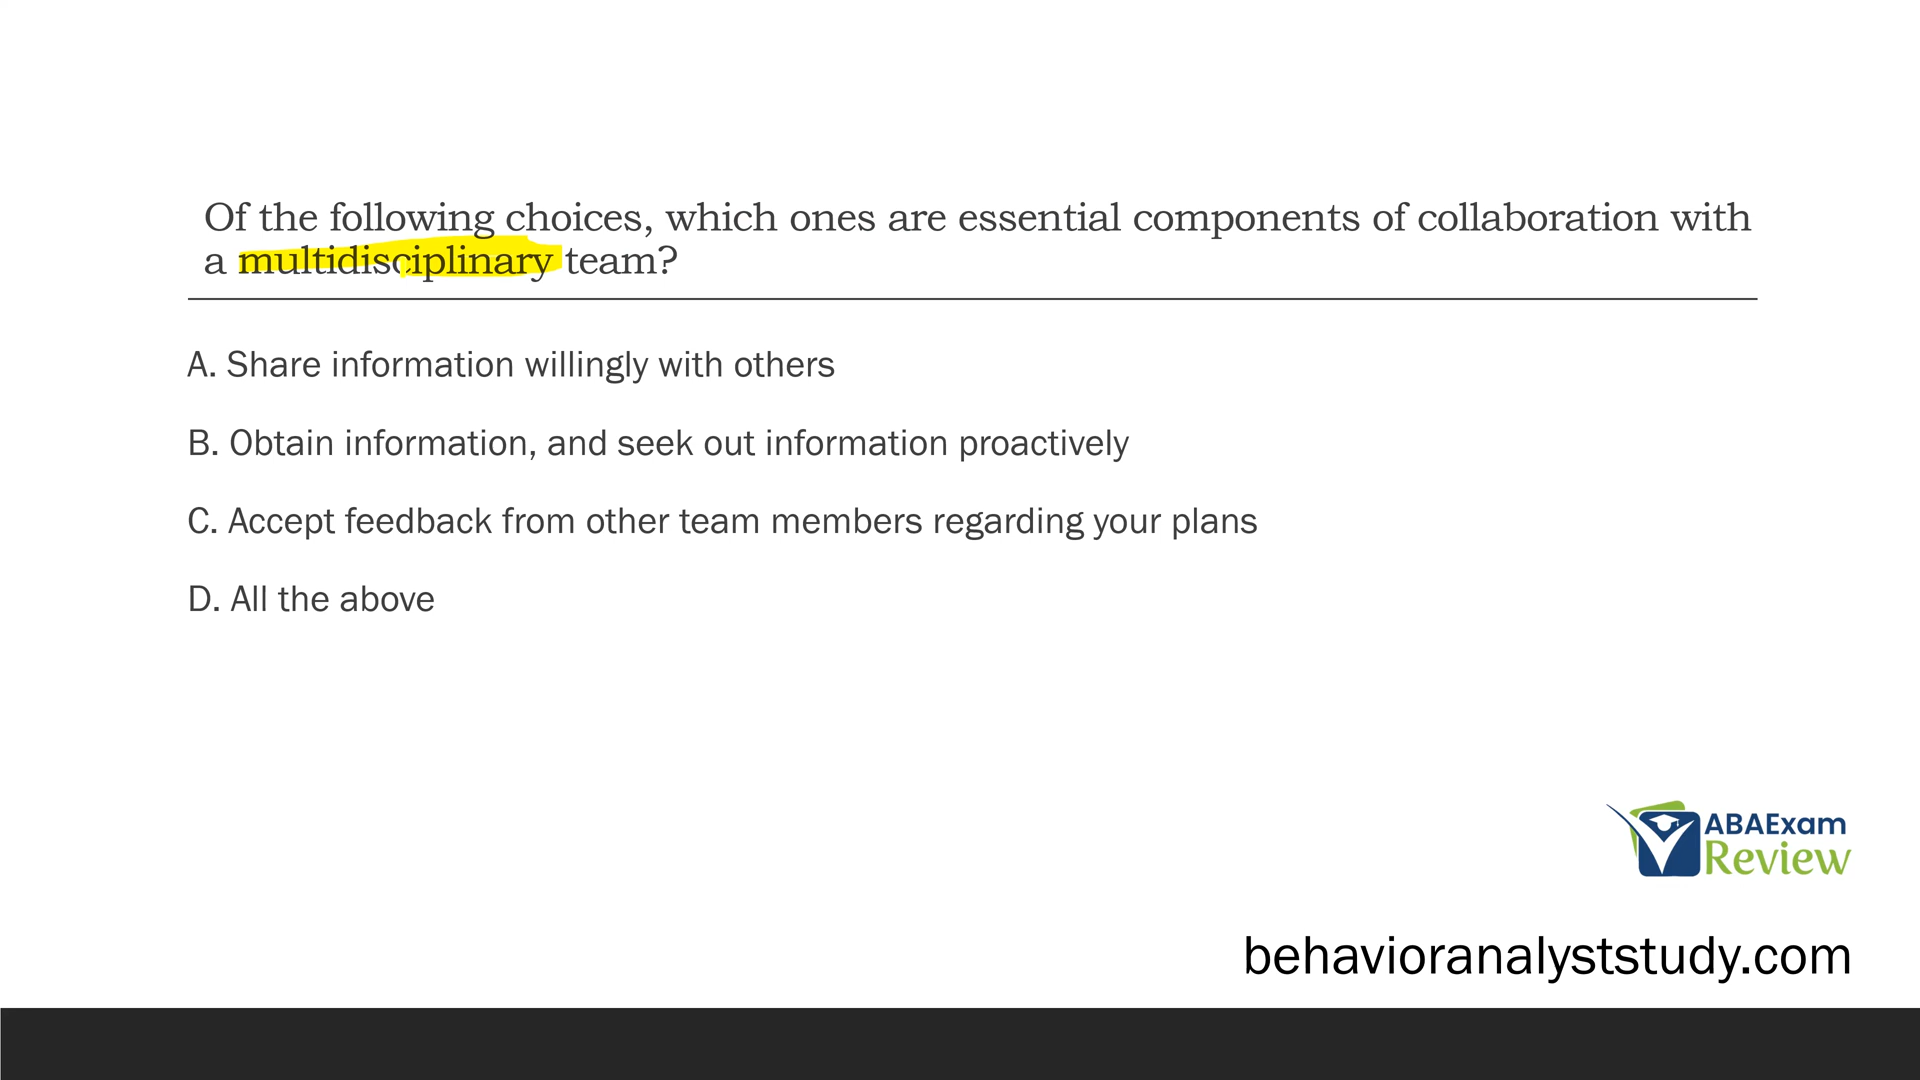 Of the following choices, which ones are essential components of collaboration with
a multidisciplinary team?
A. Share information willingly with others
B. Obtain information, and seek out information proactively
C. Accept feedback from other team members regarding your plans
D. All the above
ABAExam
Review
behavioranalyststudy.com